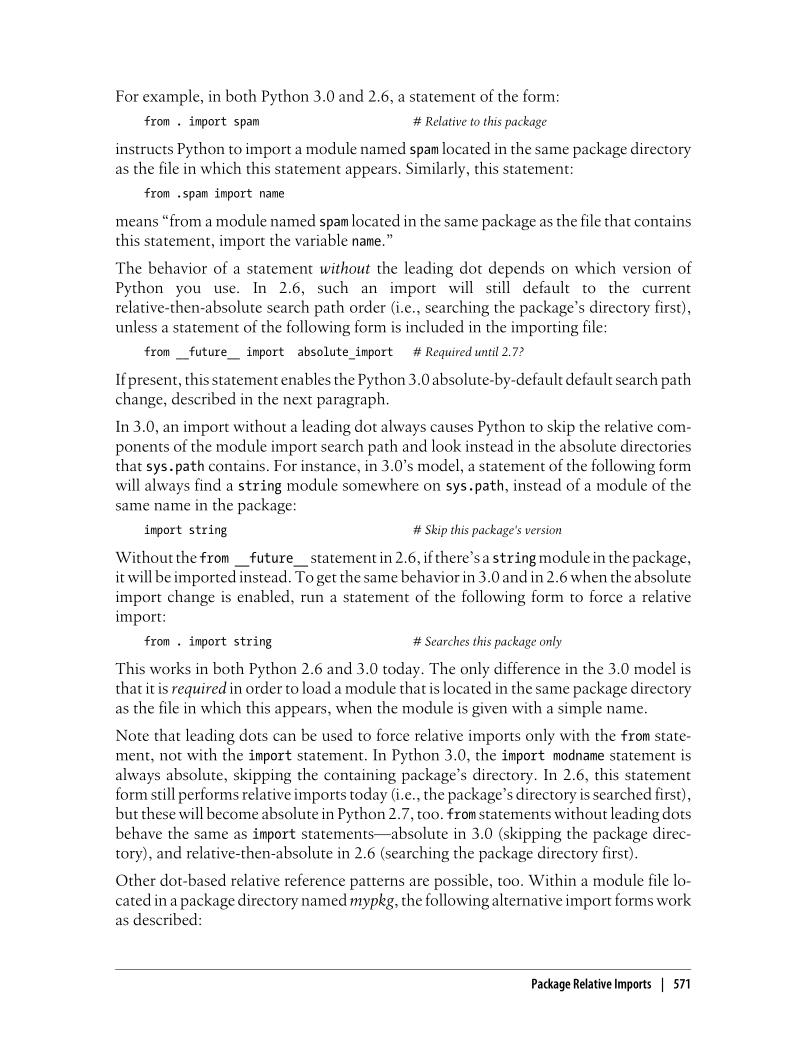 For example, in both Python 3.0 and 2.6, a statement of the form:
from . import spam # Relative to this package
instructs Python to import a module named spam located in the same package directory
as the file in which this statement appears. Similarly, this statement:
from .spam import name
means “from a module named spam located in the same package as the file that contains
this statement, import the variable name.”
The behavior of a statement without the leading dot depends on which version of
Python you use. In 2.6, such an import will still default to the current
relative-then-absolute search path order (i.e., searching the package’s directory first),
unless a statement of the following form is included in the importing file:
from __future__ import absolute_import # Required until 2.7?
If present, this statement enables the Python 3.0 absolute-by-default default search path
change, described in the next paragraph.
In 3.0, an import without a leading dot always causes Python to skip the relative com-
ponents of the module import search path and look instead in the absolute directories
that sys.path contains. For instance, in 3.0’s model, a statement of the following form
will always find a string module somewhere on sys.path, instead of a module of the
same name in the package:
import string # Skip this package's version
Without the from __future__ statement in 2.6, if there’s a string module in the package,
it will be imported instead. To get the same behavior in 3.0 and in 2.6 when the absolute
import change is enabled, run a statement of the following form to force a relative
import:
from . import string # Searches this package only
This works in both Python 2.6 and 3.0 today. The only difference in the 3.0 model is
that it is required in order to load a module that is located in the same package directory
as the file in which this appears, when the module is given with a simple name.
Note that leading dots can be used to force relative imports only with the from state-
ment, not with the import statement. In Python 3.0, the import modname statement is
always absolute, skipping the containing package’s directory. In 2.6, this statement
form still performs relative imports today (i.e., the package’s directory is searched first),
but these will become absolute in Python 2.7, too. from statements without leading dots
behave the same as import statements—absolute in 3.0 (skipping the package direc-
tory), and relative-then-absolute in 2.6 (searching the package directory first).
Other dot-based relative reference patterns are possible, too. Within a module file lo-
cated in a package directory named mypkg, the following alternative import forms work
as described:
Package Relative Imports | 571